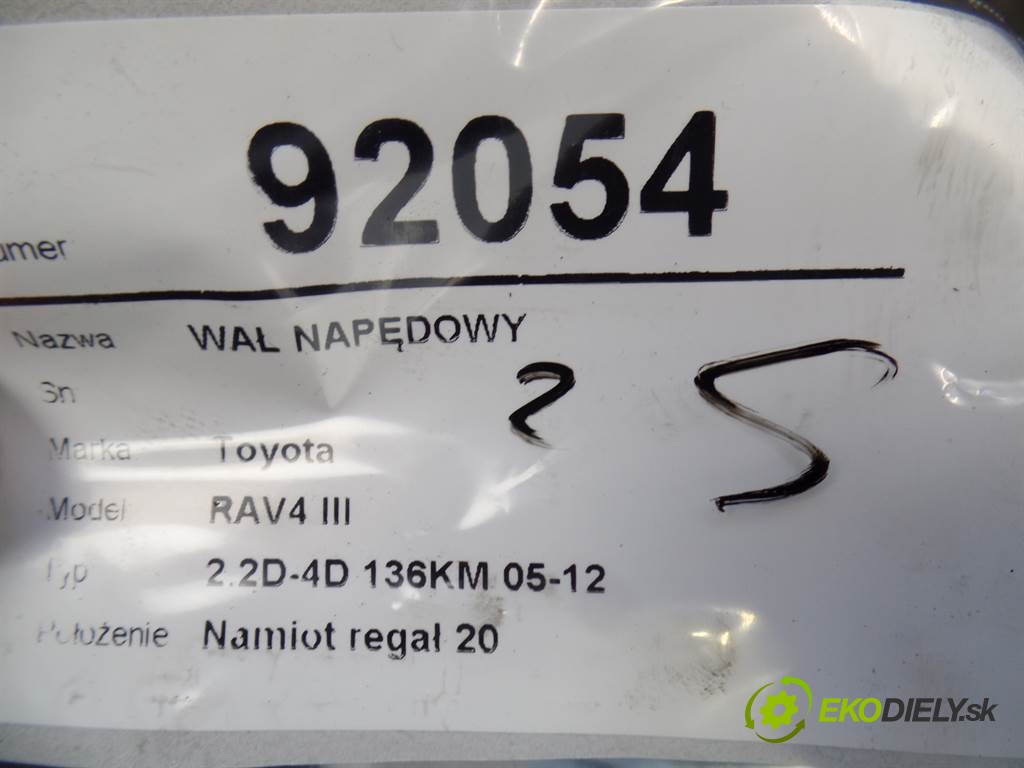 92054
umer
Nazwa WAŁ NAPĘDOWY
Sn
2 5
Marka Toyota
Model RAV4 III
Typ 2.2D-4D 136KM 05-12
Położenie Namiot regał 20
EKODIELY.sk